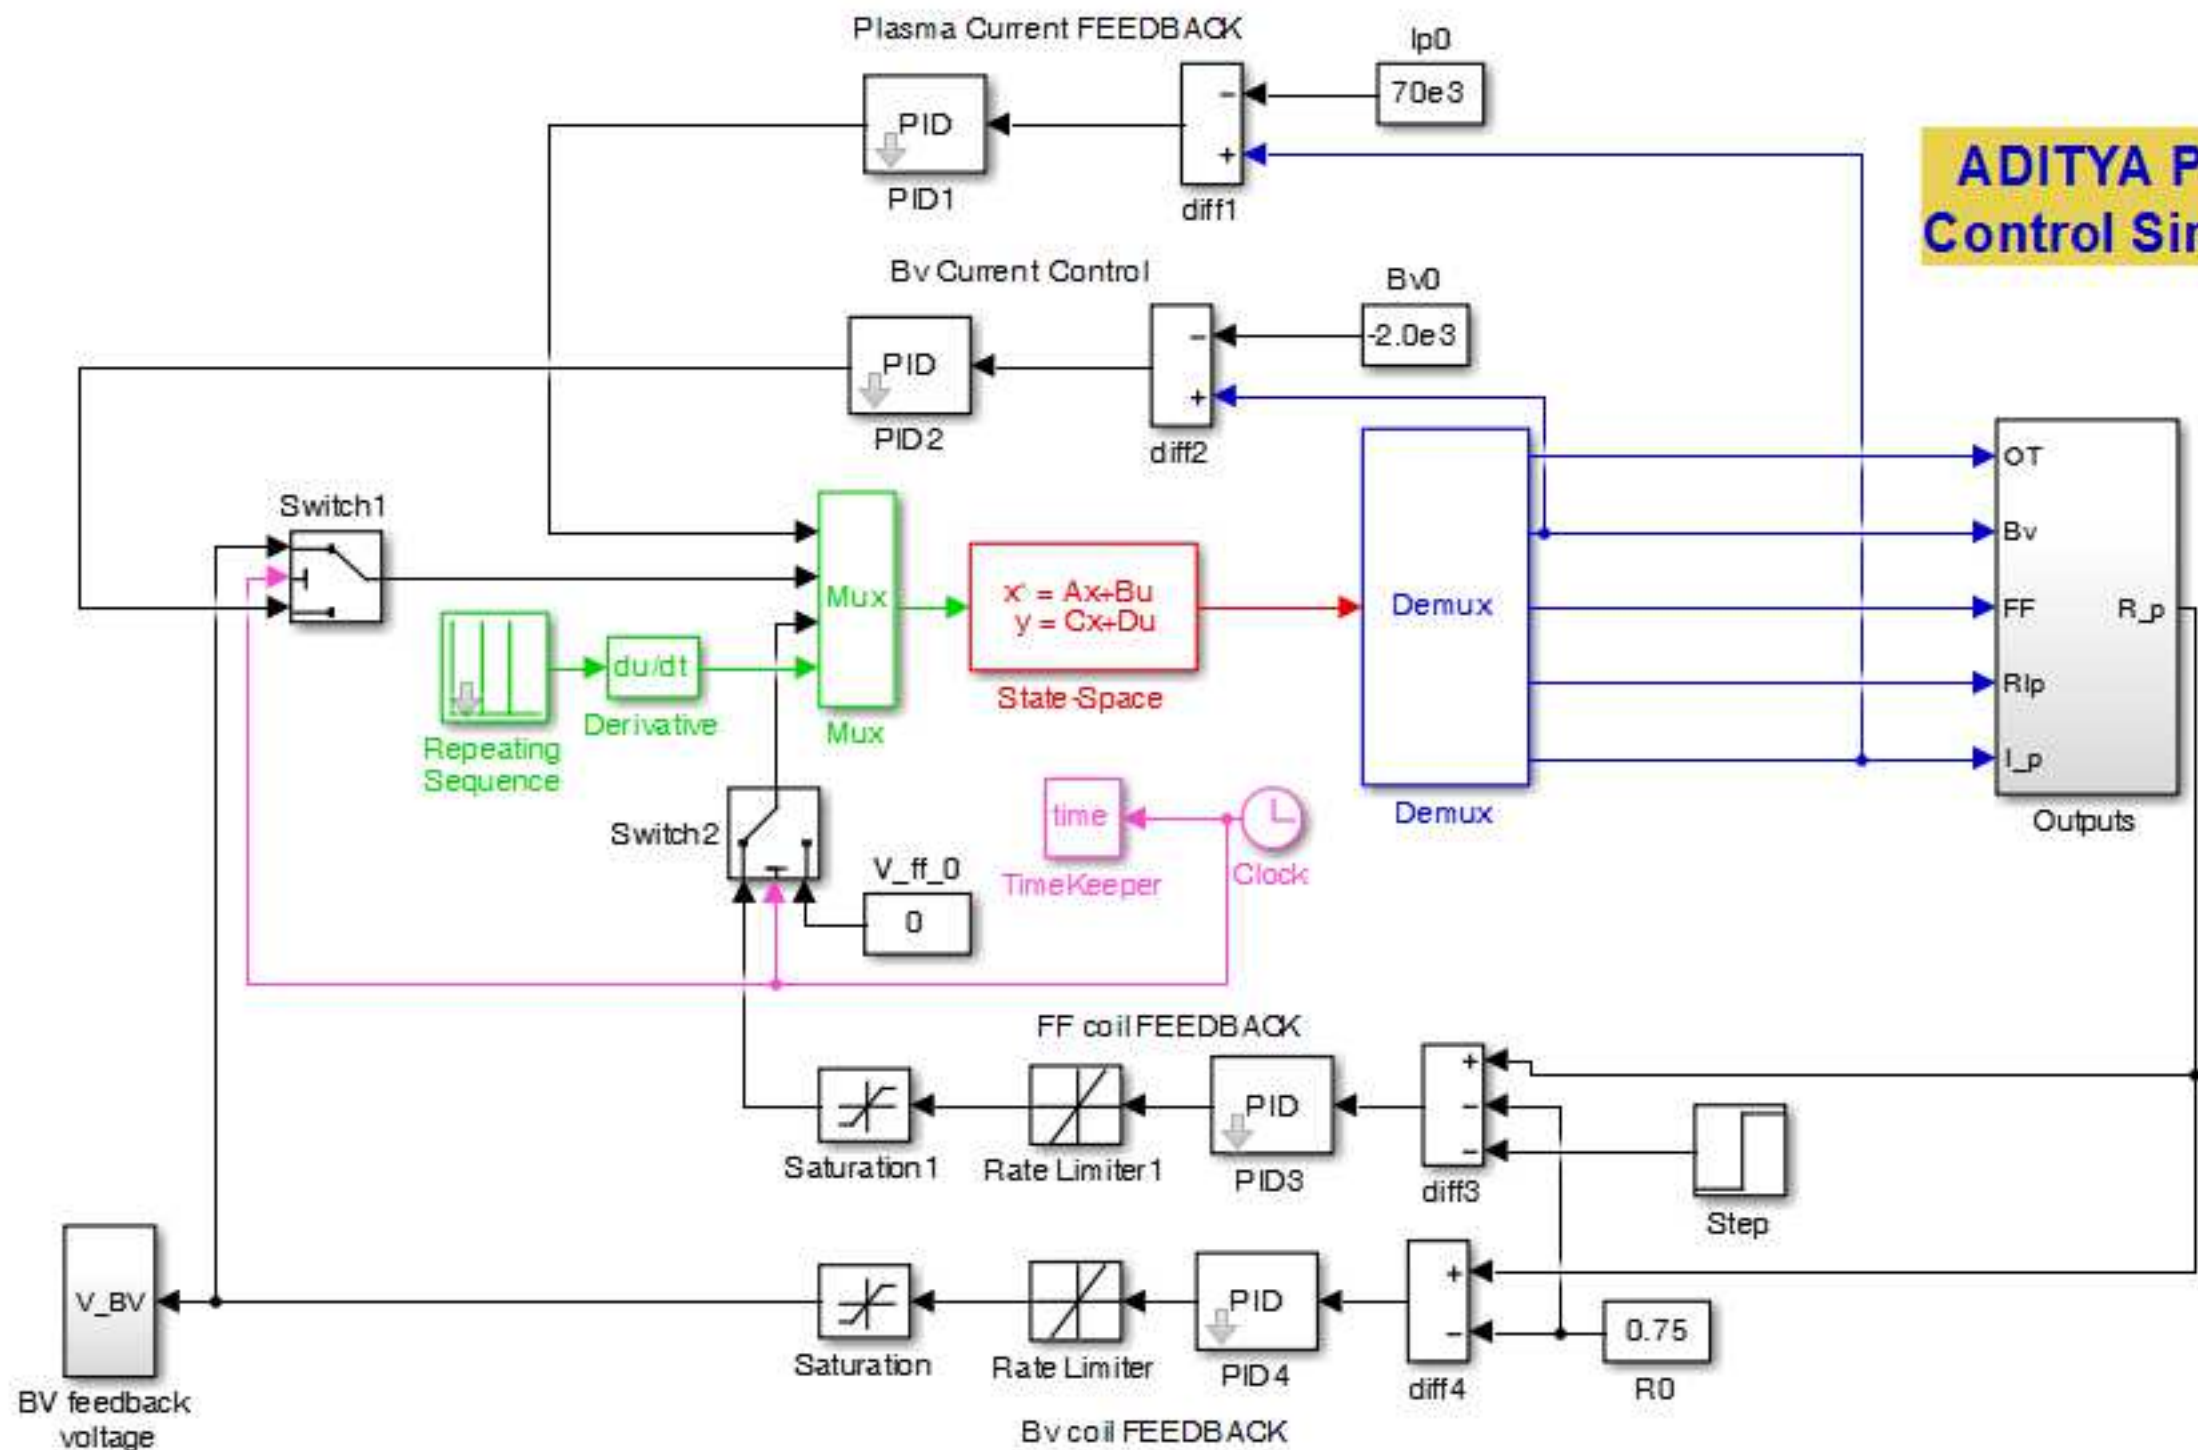 Plasma Current FEEDBACK
Ip0
70e3
−
+
PID
PID1
diff1
ADITYA P
Control Sir
Bv Current Control
Bv0
-2.0e3
−
+
PID
PID2
diff2
Switch1
Mux
Mux
x = Ax+Bu
y = Cx+Du
State-Space
Demux
Demux
OT
Bv
FF
RIp
I_p
R_p
Outputs
du/dt
Derivative
Repeating
Sequence
Switch2
V_ff_0
0
time
TimeKeeper
Clock
FF coil FEEDBACK
Saturation1
Rate Limiter1
PID
PID3
+
−
−
diff3
Step
V_BV
BV feedback
voltage
Saturation
Rate Limiter
PID
PID4
+
−
diff4
0.75
R0
Bv coil FEEDBACK